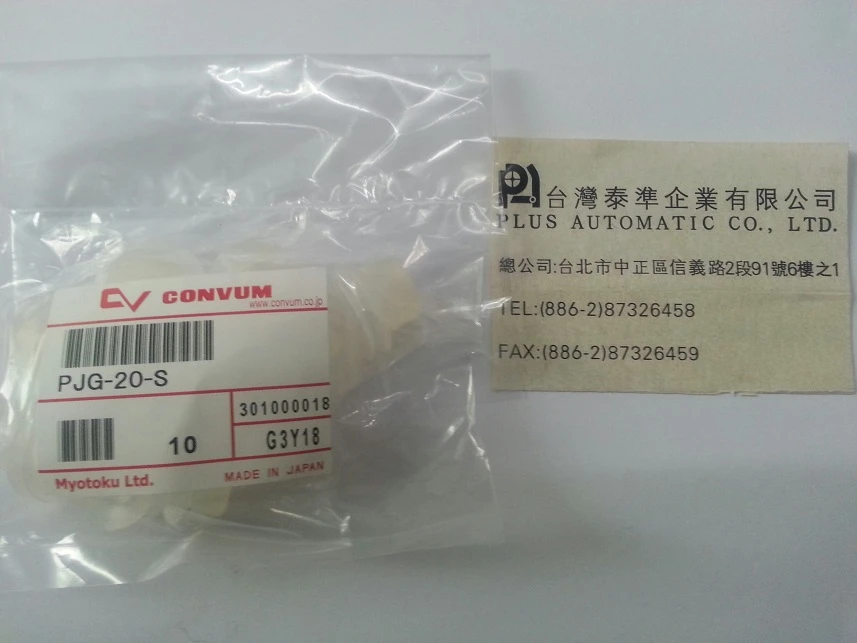 CV CONVUM
www.convum.co.jp
PJG-20-S
301000018
10
G3Y18
Myotoku Ltd.
MADE IN JAPAN
台灣泰準企業有限公司
PLUS AUTOMATIC CO., LTD.
總公司:台北市中正區信義路2段91號6樓之1
TEL:(886-2)87326458
FAX:(886-2)87326459